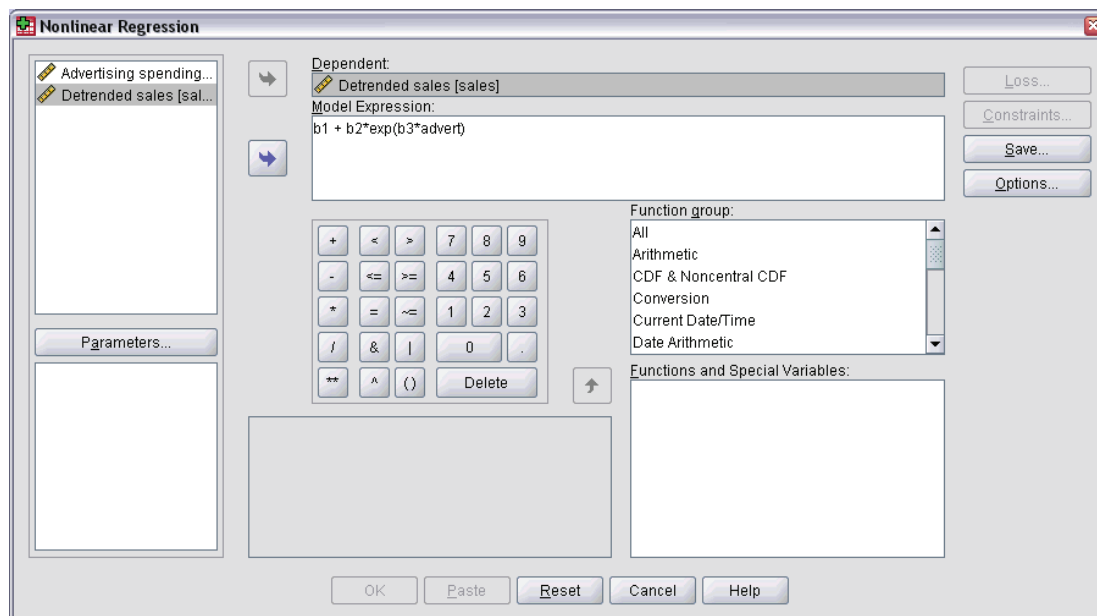 Nonlinear Regression
Advertising spending...
Detrended sales [sal...
Parameters...
Dependent:
Detrended sales [sales]
Model Expression:
b1 + b2*exp(b3*advert)
+ < > 7 8 9
- <= >= 4 5 6
* = ~= 1 2 3
/ & | 0 .
** ^ () Delete
Function group:
All
Arithmetic
CDF & Noncentral CDF
Conversion
Current Date/Time
Date Arithmetic
Functions and Special Variables:
Loss...
Constraints...
Save...
Options...
OK Paste Reset Cancel Help